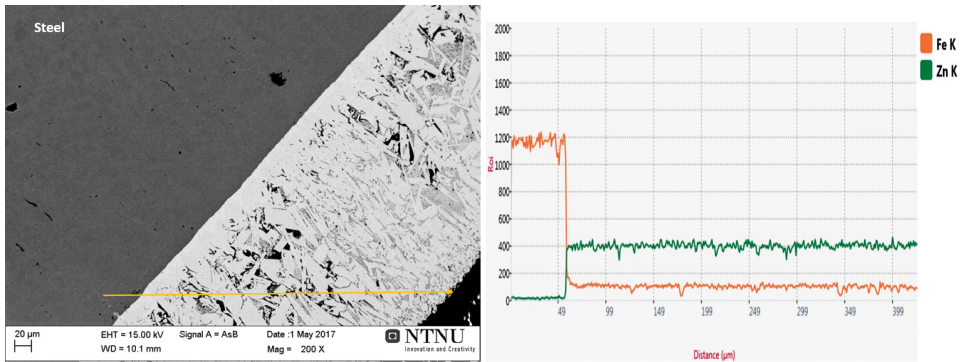 Steel
20 μm
EHT = 15.00 kV Signal A = AsB Date :1 May 2017
WD = 10.1 mm Mag = 200 X
NTNU
Innovation and Creativity
2000
1800
1600
1400
1200
1000
800
600
400
200
0
Roi
49 99 149 199 249 299 349 399
Distance (μm)
Fe K
Zn K